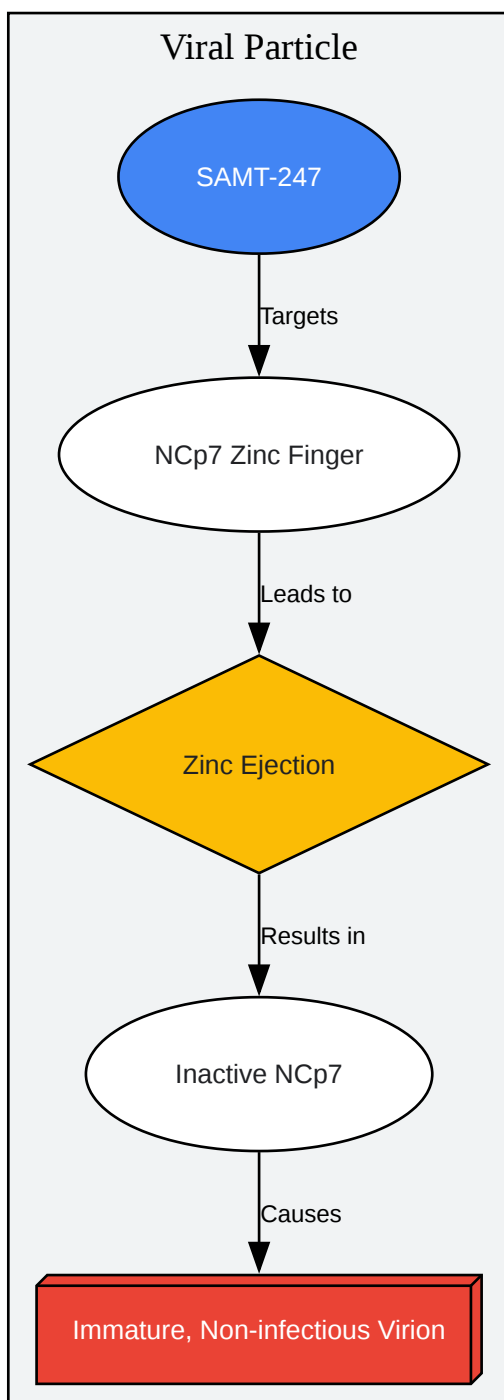 Viral Particle
SAMT-247
Targets
NCp7 Zinc Finger
Leads to
Zinc Ejection
Results in
Inactive NCp7
Causes
Immature, Non-infectious Virion